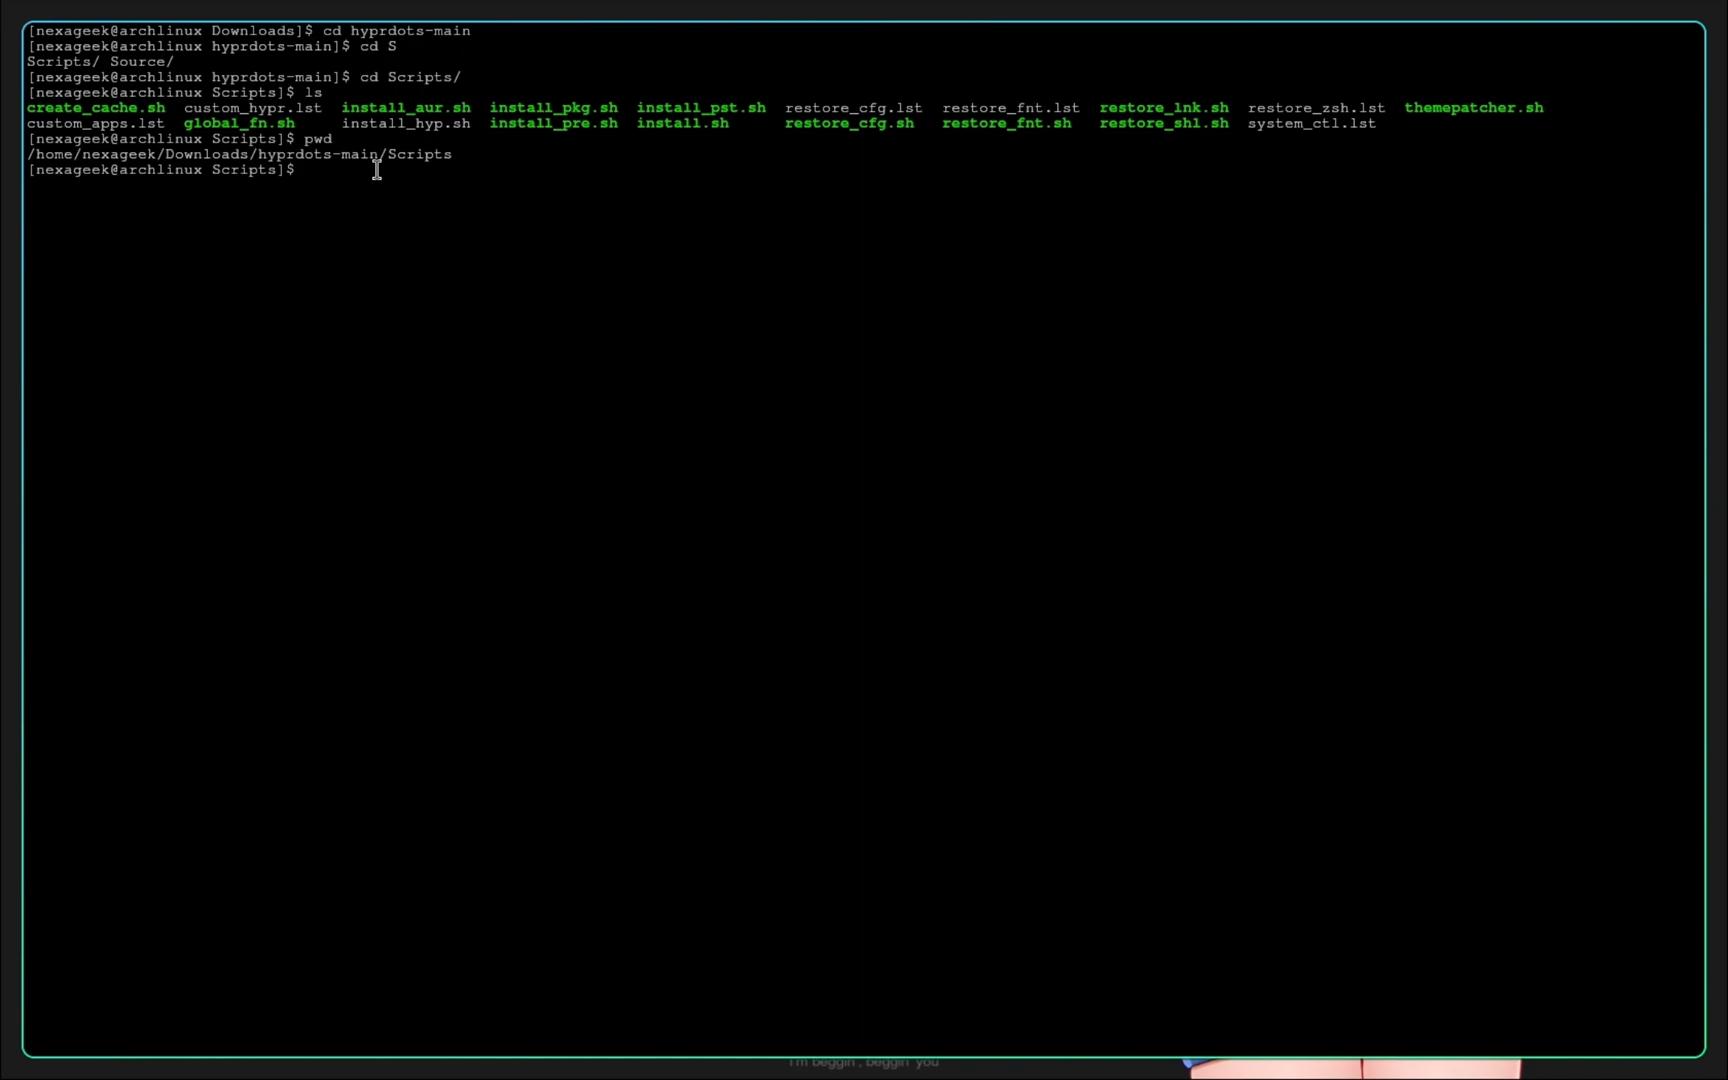 [nexageek@archlinux Downloads]$ cd hyprdots-main
[nexageek@archlinux hyprdots-main]$ cd S
Scripts/ Source/
[nexageek@archlinux hyprdots-main]$ cd Scripts/
[nexageek@archlinux Scripts]$ ls
create_cache.sh custom_hypr.lst install_aur.sh install_pkg.sh install_pst.sh restore_cfg.lst restore_fnt.lst restore_lnk.sh restore_zsh.lst themepatcher.sh
custom_apps.lst global_fn.sh install_hyp.sh install_pre.sh install.sh restore_cfg.sh restore_fnt.sh restore_shl.sh system_ctl.lst
[nexageek@archlinux Scripts]$ pwd
/home/nexageek/Downloads/hyprdots-main/Scripts
[nexageek@archlinux Scripts]$
I'm beggin', beggin' you